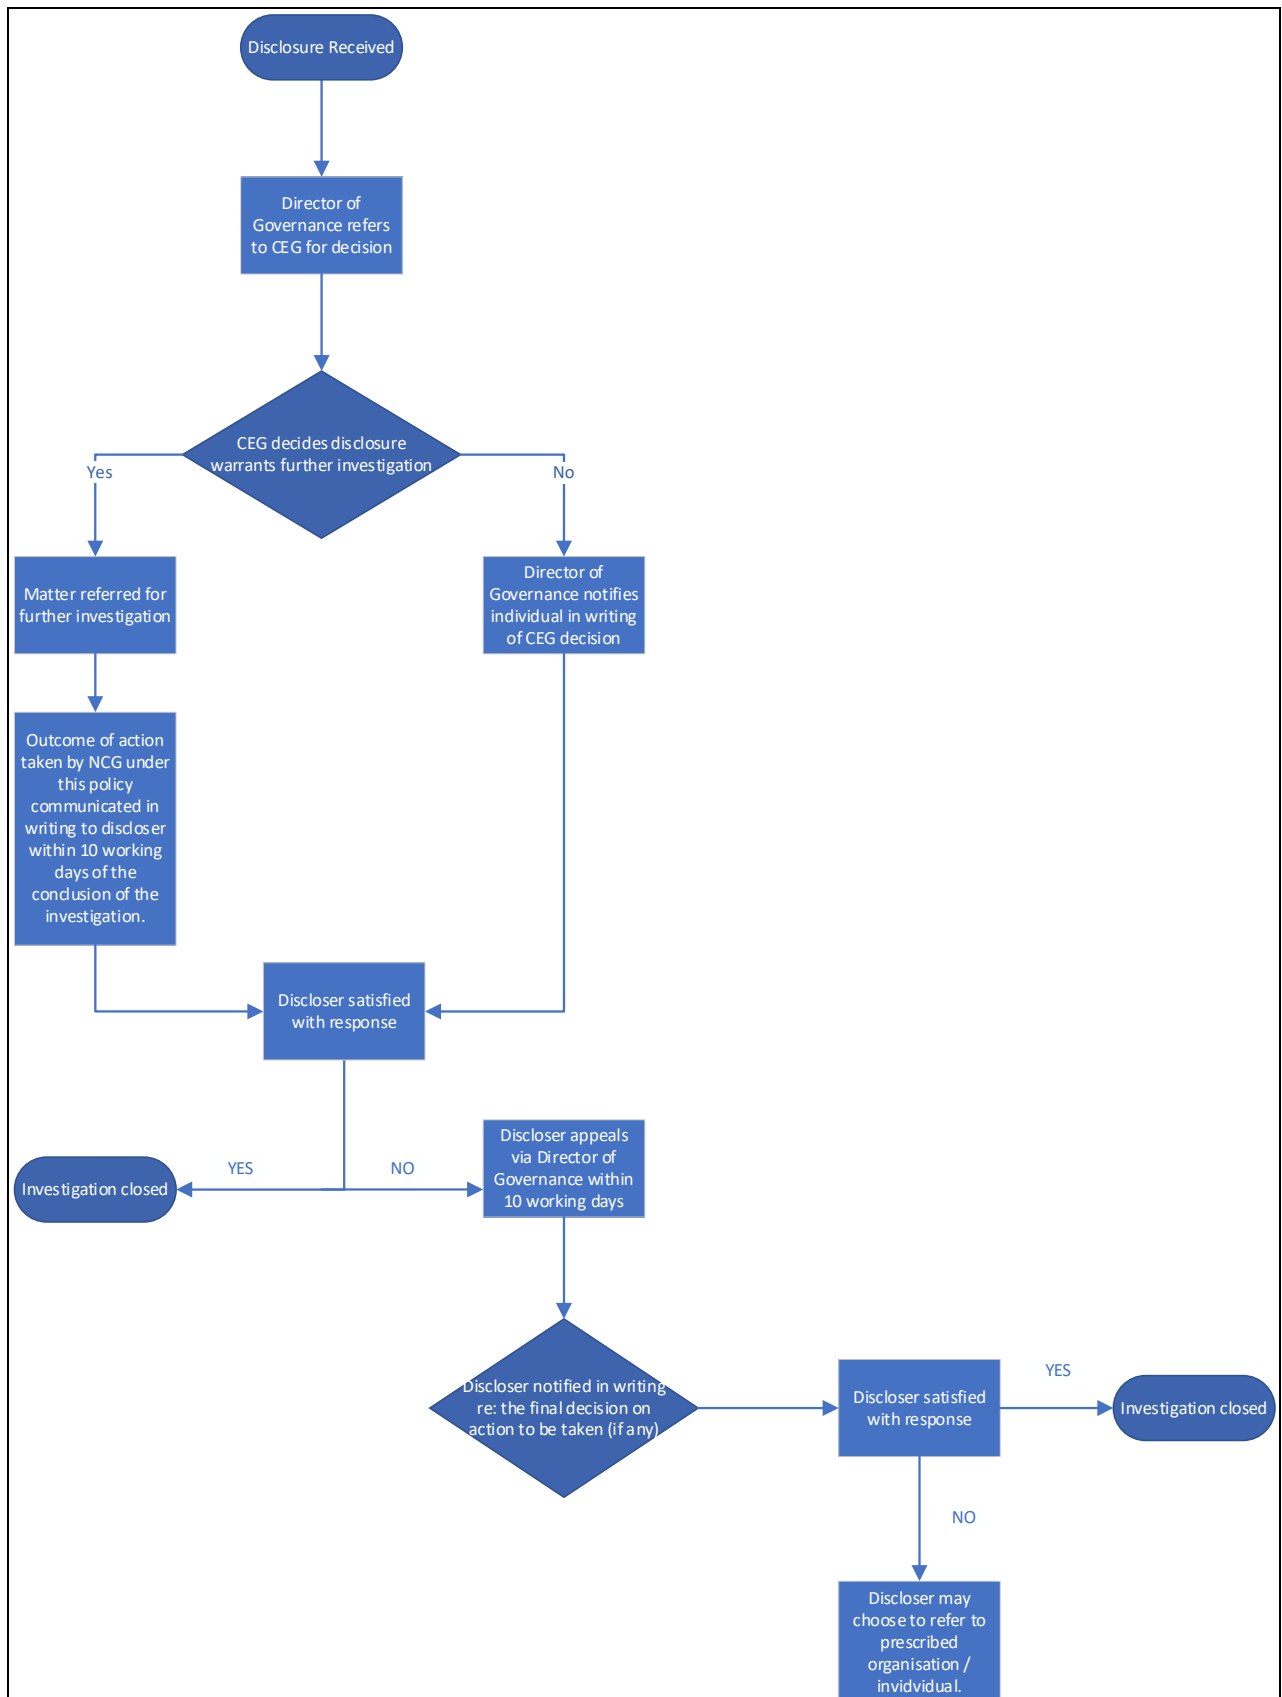 Disclosure Received
Director of
Governance refers
to CEG for decision
CEG decides disclosure
warrants further investigation
Yes
No
Matter referred for
further investigation
Director of
Governance notifies
individual in writing
of CEG decision
Outcome of action
taken by NCG under
this policy
communicated in
writing to discloser
within 10 working
days of the
conclusion of the
investigation.
Discloser satisfied
with response
YES
NO
Investigation closed
Discloser appeals
via Director of
Governance within
10 working days
Discloser notified in writing
re: the final decision on
action to be taken (if any)
Discloser satisfied
with response
YES
Investigation closed
NO
Discloser may
choose to refer to
prescribed
organisation /
invidvidual.